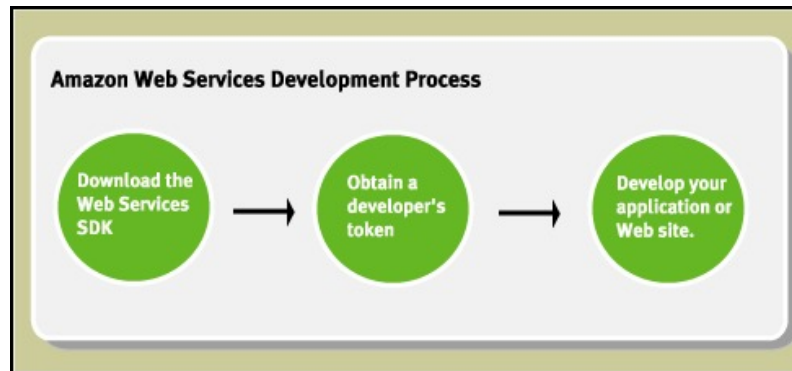 Amazon Web Services Development Process
Download the
Web Services
SDK
Obtain a
developer's
token
Develop your
application or
Web site.